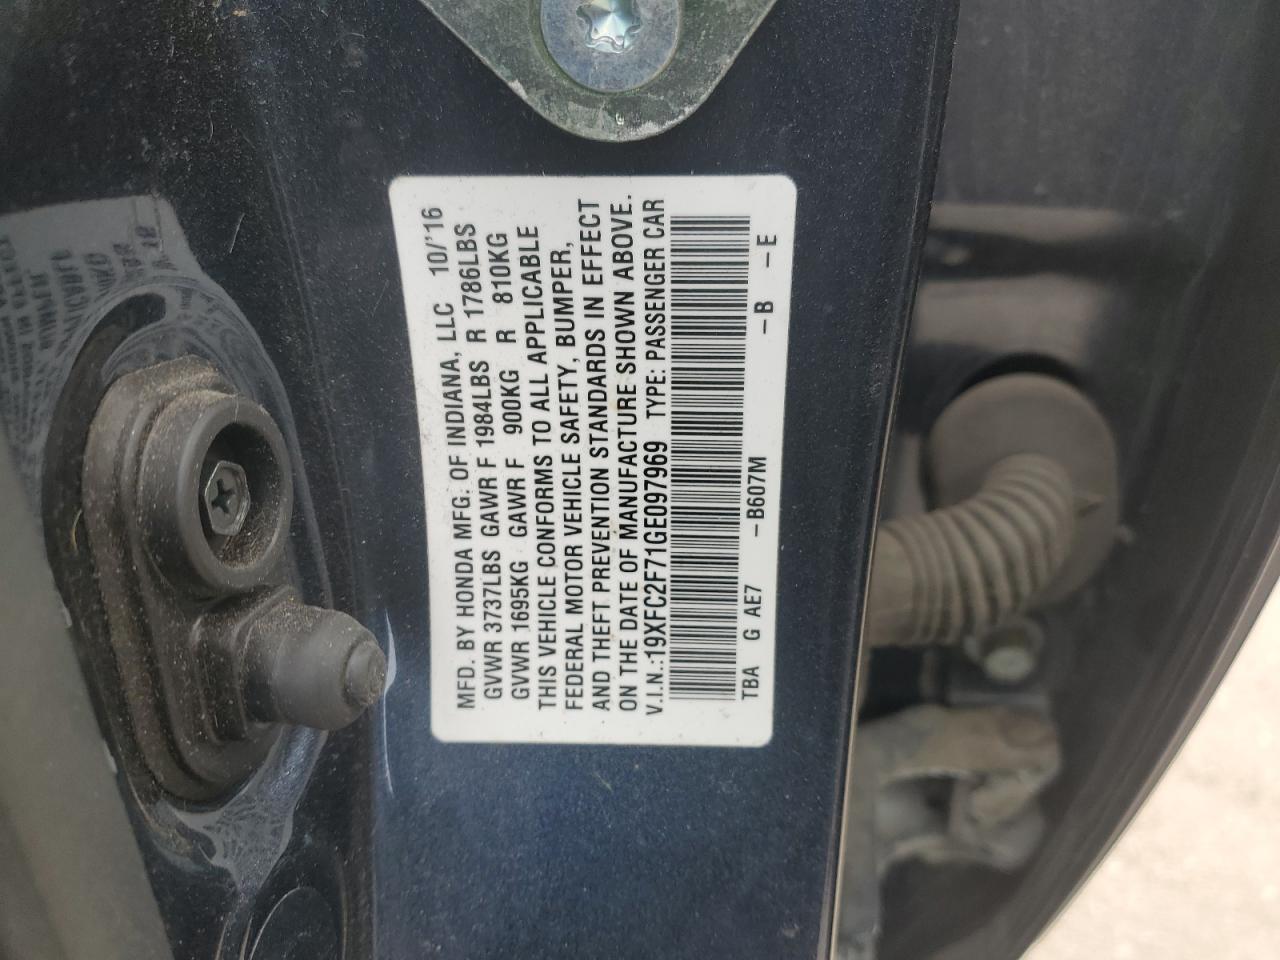 MFD. BY HONDA MFG. OF INDIANA, LLC 10/'16
GVWR 3737LBS GAWR F 1984LBS R 1786LBS
GVWR 1695KG GAWR F 900KG R 810KG
THIS VEHICLE CONFORMS TO ALL APPLICABLE
FEDERAL MOTOR VEHICLE SAFETY, BUMPER,
AND THEFT PREVENTION STANDARDS IN EFFECT
ON THE DATE OF MANUFACTURE SHOWN ABOVE.
V.I.N.:19XFC2F71GE097969 TYPE: PASSENGER CAR
TBA G AE7 -B607M -B -E